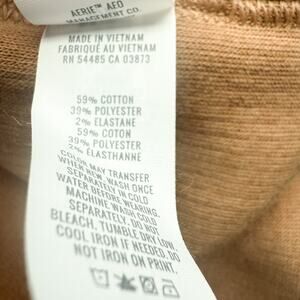 AERIE™ AEO
MANAGEMENT CO.
MADE IN VIETNAM
FABRIQUÉ AU VIETNAM
RN 54485 CA 03873
59% COTTON
39% POLYESTER
2% ELASTANE
59% COTON
39% POLYESTER
2% ELASTHANNE
COLOR MAY TRANSFER
WHEN NEW. WASH ONCE
SEPARATELY IN COLD
WATER BEFORE WEARING.
MACHINE WASH COLD
SEPARATELY. DO NOT
BLEACH. TUMBLE DRY LOW.
COOL IRON IF NEEDED. DO
NOT IRON ON PRINT.